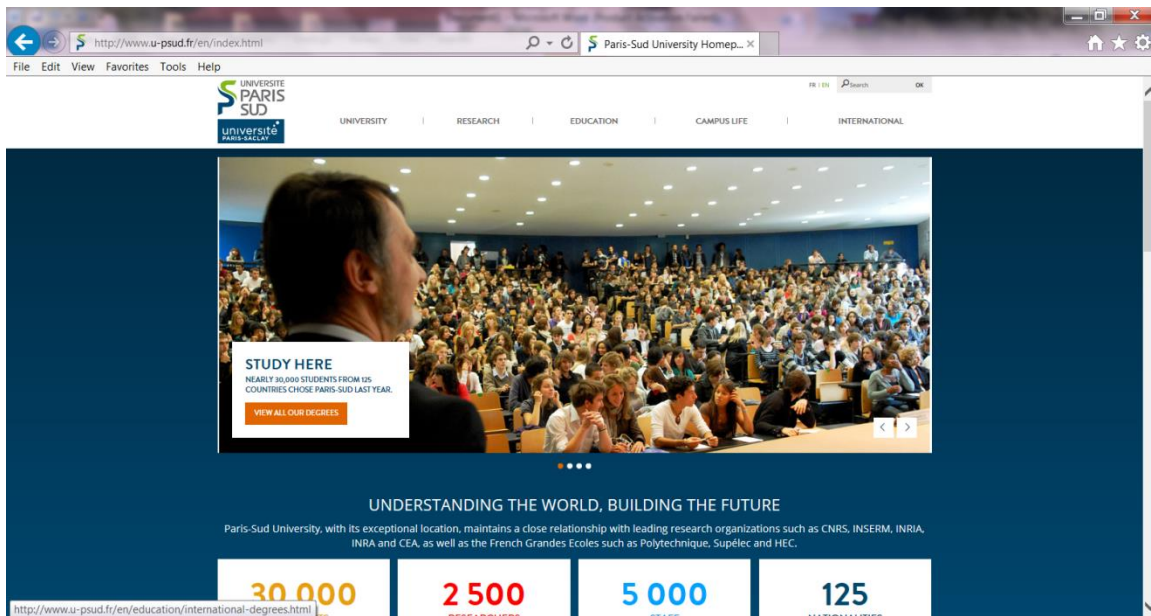 http://www.u-psud.fr/en/index.html
Paris-Sud University Homep...
File Edit View Favorites Tools Help
UNIVERSITE
PARIS
SUD
université
PARIS-SACLAY
FR | EN
Search
OK
UNIVERSITY | RESEARCH | EDUCATION | CAMPUS LIFE | INTERNATIONAL
STUDY HERE
NEARLY 30,000 STUDENTS FROM 125
COUNTRIES CHOSE PARIS-SUD LAST YEAR.
VIEW ALL OUR DEGREES
UNDERSTANDING THE WORLD, BUILDING THE FUTURE
Paris-Sud University, with its exceptional location, maintains a close relationship with leading research organizations such as CNRS, INSERM, INRIA,
INRA and CEA, as well as the French Grandes Ecoles such as Polytechnique, Supélec and HEC.
30 000 2 500 5 000 125
RESEARCHERS STAFF NATIONALITIES
http://www.u-psud.fr/en/education/international-degrees.html